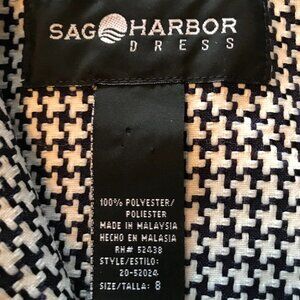 SAG HARBOR
DRESS
100% POLYESTER/
POLIESTER
MADE IN MALAYSIA
HECHO EN MALASIA
RN# 52438
STYLE/ESTILO:
20-52024
SIZE/TALLA: 8